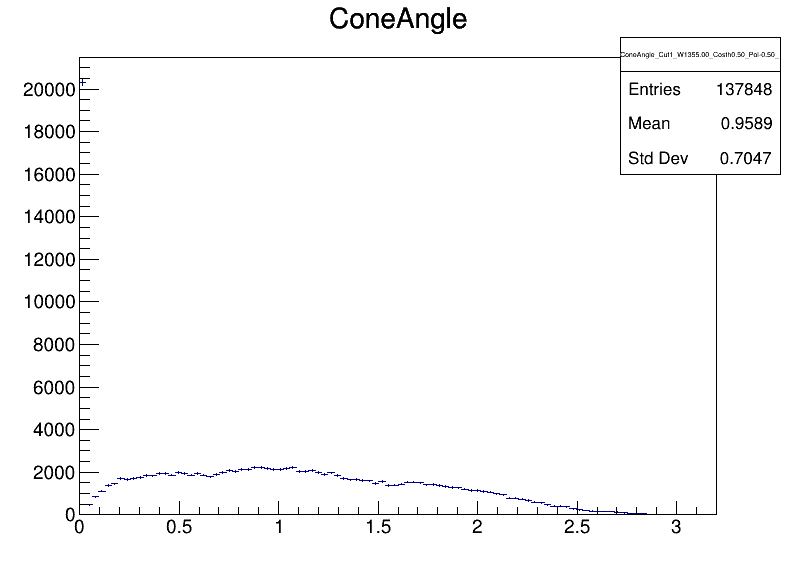 ConeAngle
ConeAngle_Cut1_W1355.00_Costh0.50_Pol-0.50_
Entries 137848
Mean 0.9589
Std Dev 0.7047
20000
18000
16000
14000
12000
10000
8000
6000
4000
2000
0
0 0.5 1 1.5 2 2.5 3